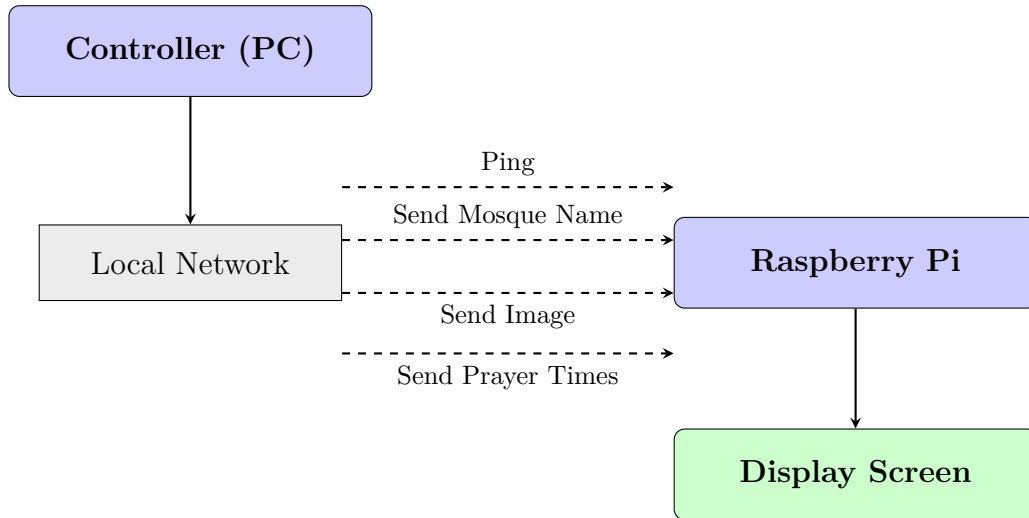 Controller (PC)
Ping
Send Mosque Name
Local Network
Raspberry Pi
Send Image
Send Prayer Times
Display Screen